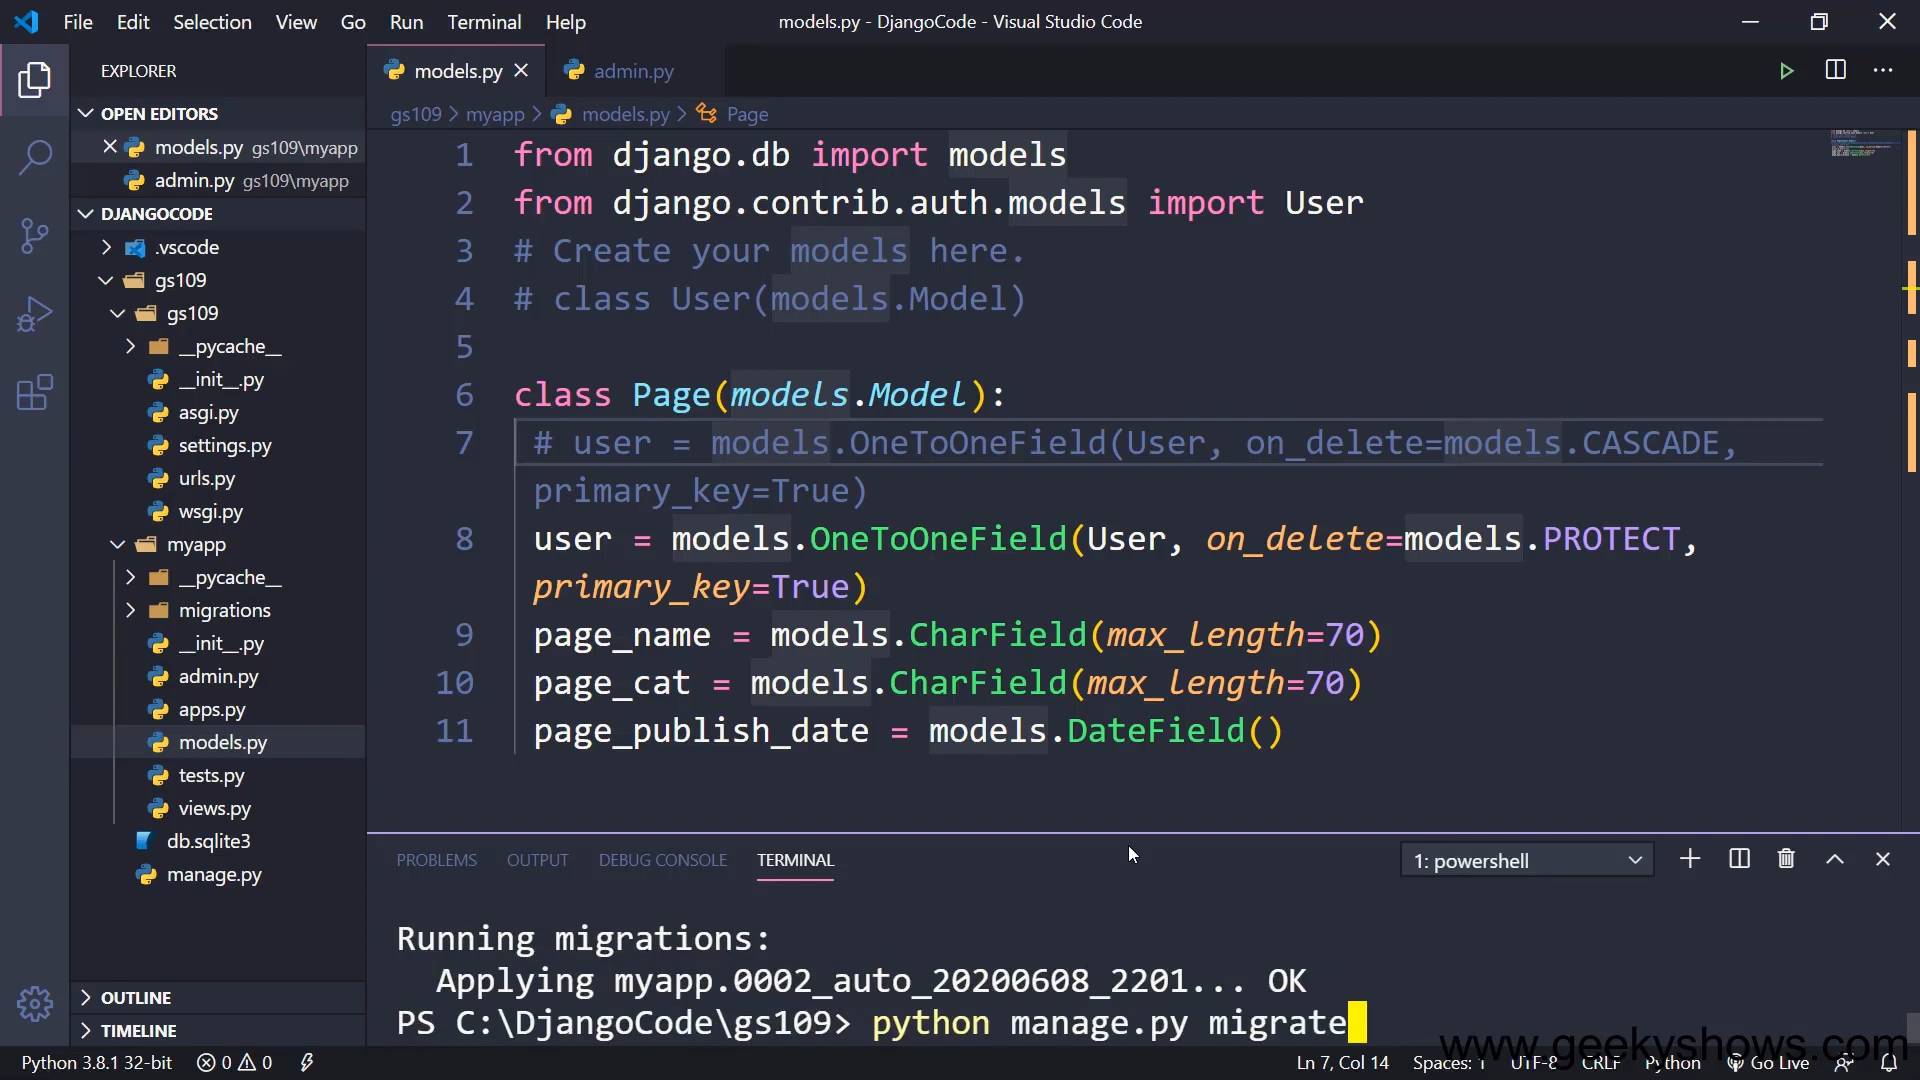 File Edit Selection View Go Run Terminal Help
models.py - DjangoCode - Visual Studio Code
EXPLORER
OPEN EDITORS
models.py gs109\myapp
admin.py gs109\myapp
DJANGOCODE
.vscode
gs109
gs109
__pycache__
__init__.py
asgi.py
settings.py
urls.py
wsgi.py
myapp
__pycache__
migrations
__init__.py
admin.py
apps.py
models.py
tests.py
views.py
db.sqlite3
manage.py
OUTLINE
TIMELINE
models.py
admin.py
gs109 > myapp > models.py > Page
1 from django.db import models
2 from django.contrib.auth.models import User
3 # Create your models here.
4 # class User(models.Model)
5
6 class Page(models.Model):
7 # user = models.OneToOneField(User, on_delete=models.CASCADE,
primary_key=True)
8 user = models.OneToOneField(User, on_delete=models.PROTECT,
primary_key=True)
9 page_name = models.CharField(max_length=70)
10 page_cat = models.CharField(max_length=70)
11 page_publish_date = models.DateField()
PROBLEMS OUTPUT DEBUG CONSOLE TERMINAL
1: powershell
Running migrations:
Applying myapp.0002_auto_20200608_2201... OK
PS C:\DjangoCode\gs109> python manage.py migrate
www.geekyshows.com
Python 3.8.1 32-bit 0 0 Ln 7, Col 14 Spaces: 1 UTF-8 CRLF Python Go Live